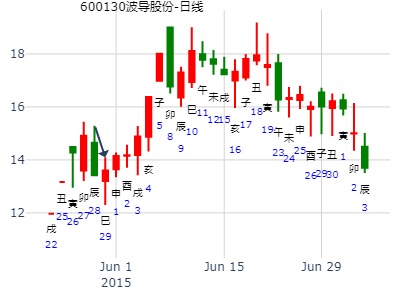 600130波导股份-日线
18
16
14
12
戌
22
丑
25
寅
26
卯
27
辰
28
巳
29
申
1
酉
2
戌
3
亥
4
子
5
卯
8
辰
9
巳
10
午
11
未
12
戌
15
亥
16
子
17
丑
18
寅
19
午
23
未
24
申
25
酉
26
子
29
丑
30
寅
1
卯
2
辰
3
Jun 1
2015
Jun 15
Jun 29